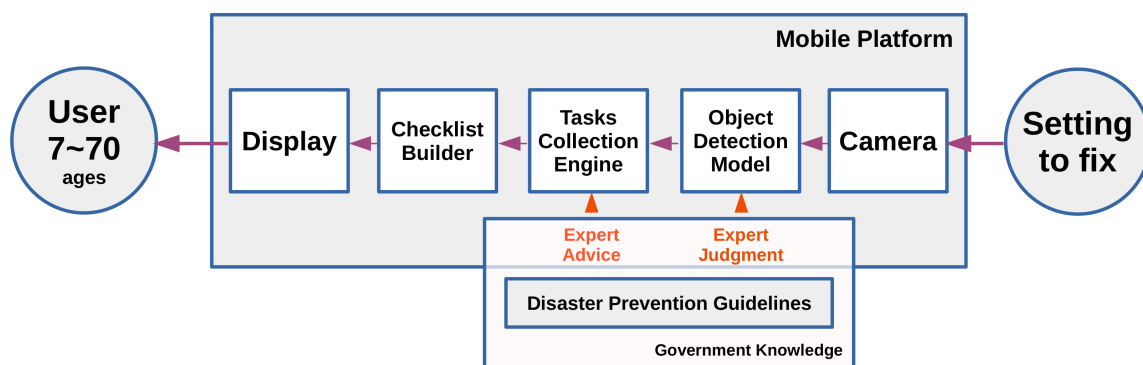 Mobile Platform
User
7~70
ages
Display
Checklist
Builder
Tasks
Collection
Engine
Object
Detection
Model
Camera
Setting
to fix
Expert
Advice
Expert
Judgment
Disaster Prevention Guidelines
Government Knowledge